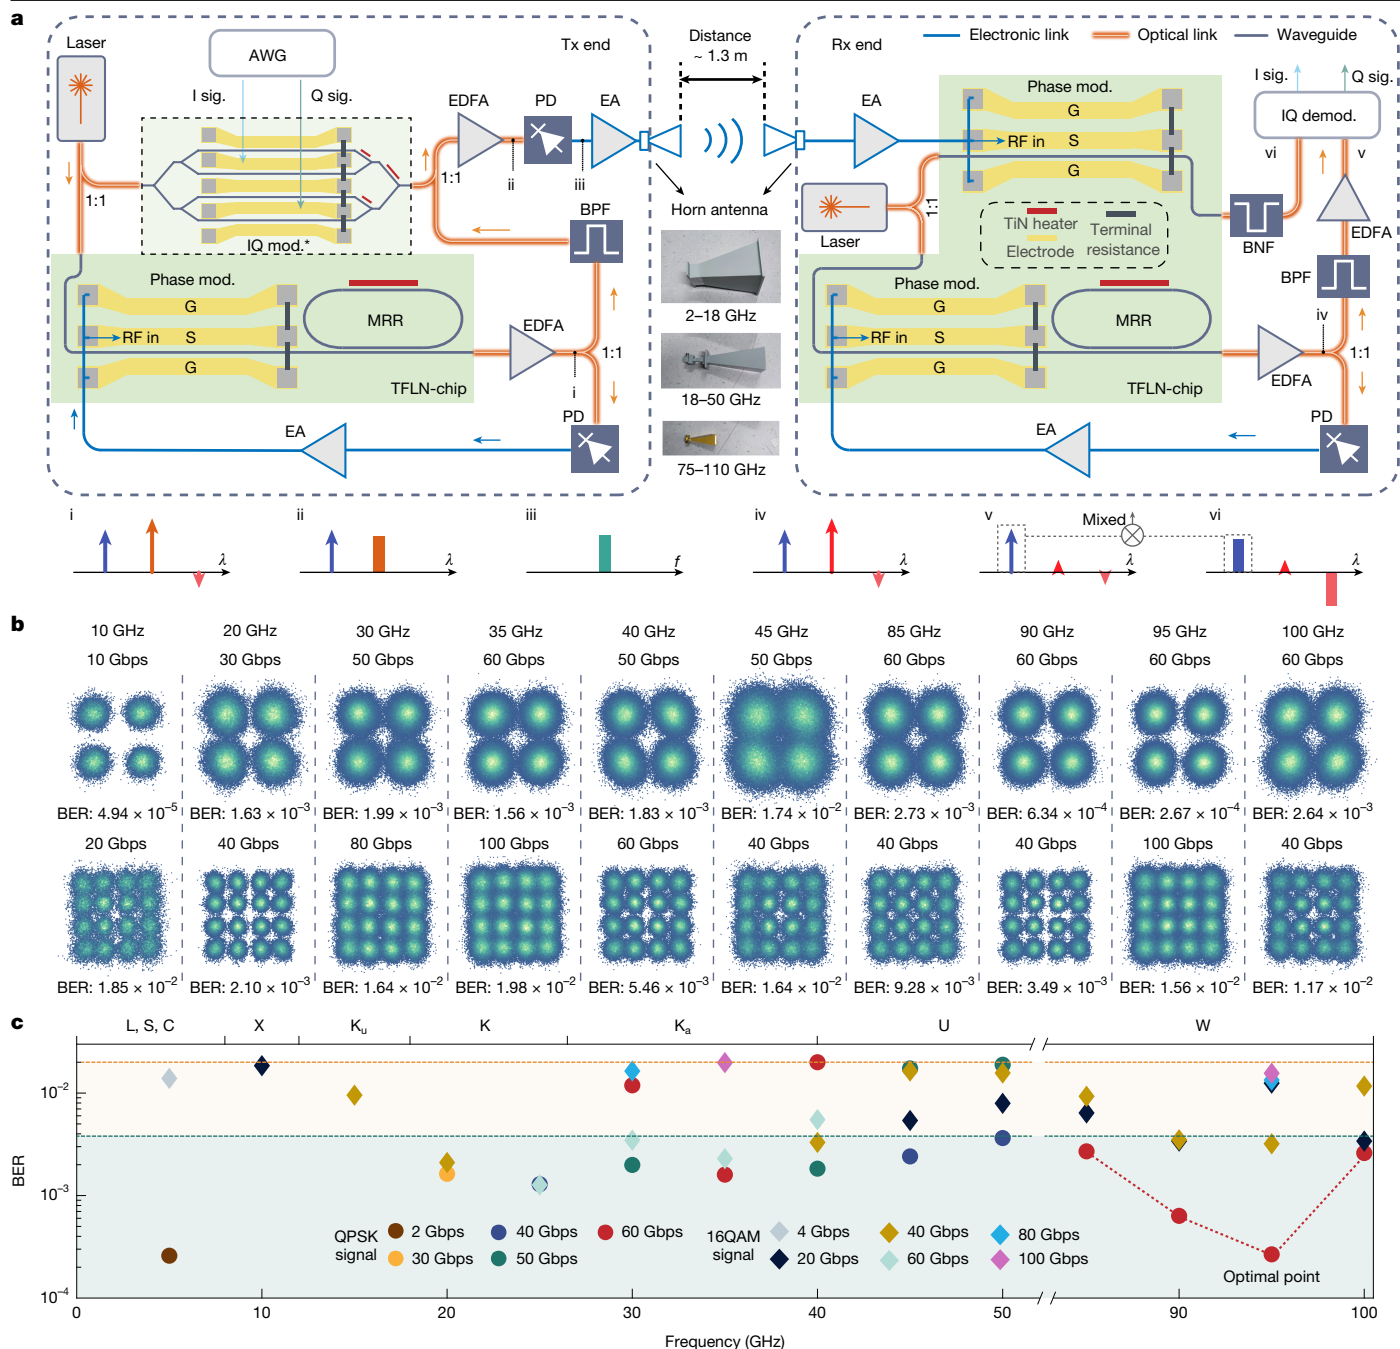 a
Laser
AWG
I sig.
Q sig.
1:1
IQ mod.*
EDFA
PD
EA
Tx end
1:1
ii
iii
BPF
Phase mod.
G
RF in
S
G
MRR
TFLN-chip
EDFA
1:1
i
PD
EA
Distance
~ 1.3 m
Horn antenna
2–18 GHz
18–50 GHz
75–110 GHz
Rx end
Electronic link
Optical link
Waveguide
EA
Phase mod.
G
RF in
S
G
I sig.
Q sig.
IQ demod.
vi
v
Laser
1:1
TiN heater
Electrode
Terminal
resistance
BNF
EDFA
BPF
iv
Phase mod.
G
RF in
S
G
MRR
TFLN-chip
EDFA
1:1
PD
EA
i
λ
ii
λ
iii
f
iv
λ
v
Mixed
λ
vi
λ
b
10 GHz 20 GHz 30 GHz 35 GHz 40 GHz 45 GHz 85 GHz 90 GHz 95 GHz 100 GHz
10 Gbps 30 Gbps 50 Gbps 60 Gbps 50 Gbps 50 Gbps 60 Gbps 60 Gbps 60 Gbps 60 Gbps
BER: 4.94 × 10⁻⁵ BER: 1.63 × 10⁻³ BER: 1.99 × 10⁻³ BER: 1.56 × 10⁻³ BER: 1.83 × 10⁻³ BER: 1.74 × 10⁻² BER: 2.73 × 10⁻³ BER: 6.34 × 10⁻⁴ BER: 2.67 × 10⁻⁴ BER: 2.64 × 10⁻³
20 Gbps 40 Gbps 80 Gbps 100 Gbps 60 Gbps 40 Gbps 40 Gbps 40 Gbps 100 Gbps 40 Gbps
BER: 1.85 × 10⁻² BER: 2.10 × 10⁻³ BER: 1.64 × 10⁻² BER: 1.98 × 10⁻² BER: 5.46 × 10⁻³ BER: 1.64 × 10⁻² BER: 9.28 × 10⁻³ BER: 3.49 × 10⁻³ BER: 1.56 × 10⁻² BER: 1.17 × 10⁻²
c
L, S, C X Kᵤ K Kₐ U W
BER
10⁻²
10⁻³
10⁻⁴
QPSK
signal
2 Gbps
30 Gbps
40 Gbps
50 Gbps
60 Gbps
16QAM
signal
4 Gbps
20 Gbps
40 Gbps
60 Gbps
80 Gbps
100 Gbps
Optimal point
0 10 20 30 40 50 90 100
Frequency (GHz)